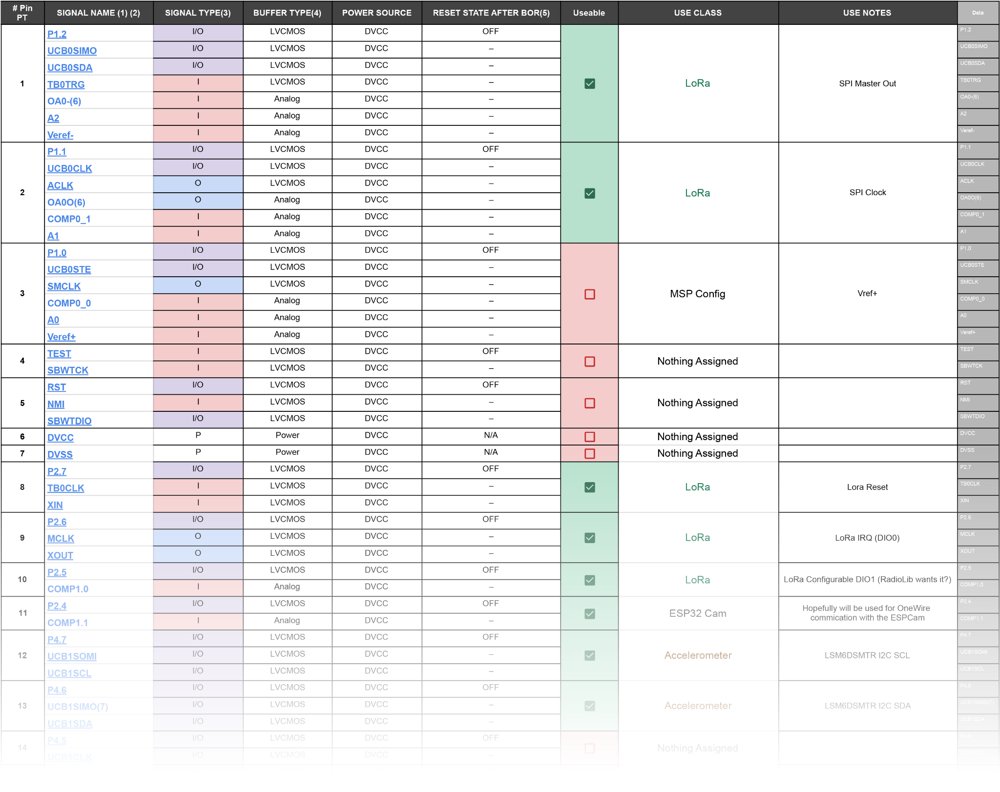 # Pin PT SIGNAL NAME (1) (2) SIGNAL TYPE(3) BUFFER TYPE(4) POWER SOURCE RESET STATE AFTER BOR(5) Useable USE CLASS USE NOTES Data
1 P1.2 I/O LVCMOS DVCC OFF LoRa SPI Master Out P1.2
UCB0SIMO I/O LVCMOS DVCC – UCB0SIMO
UCB0SDA I/O LVCMOS DVCC – UCB0SDA
TB0TRG I LVCMOS DVCC – TB0TRG
OA0-(6) I Analog DVCC – OA0-(6)
A2 I Analog DVCC – A2
Veref- I Analog DVCC – Veref-
2 P1.1 I/O LVCMOS DVCC OFF LoRa SPI Clock P1.1
UCB0CLK I/O LVCMOS DVCC – UCB0CLK
ACLK O LVCMOS DVCC – ACLK
OA0O(6) O Analog DVCC – OA0O(6)
COMP0_1 I Analog DVCC – COMP0_1
A1 I Analog DVCC – A1
3 P1.0 I/O LVCMOS DVCC OFF MSP Config Vref+ P1.0
UCB0STE I/O LVCMOS DVCC – UCB0STE
SMCLK O LVCMOS DVCC – SMCLK
COMP0_0 I Analog DVCC – COMP0_0
A0 I Analog DVCC – A0
Veref+ I Analog DVCC – Veref+
4 TEST I LVCMOS DVCC OFF Nothing Assigned TEST
SBWTCK I LVCMOS DVCC – SBWTCK
5 RST I/O LVCMOS DVCC OFF Nothing Assigned RST
NMI I LVCMOS DVCC – NMI
SBWTDIO I/O LVCMOS DVCC – SBWTDIO
6 DVCC P Power DVCC N/A Nothing Assigned DVCC
7 DVSS P Power DVCC N/A Nothing Assigned DVSS
8 P2.7 I/O LVCMOS DVCC OFF LoRa Lora Reset P2.7
TB0CLK I LVCMOS DVCC – TB0CLK
XIN I LVCMOS DVCC – XIN
9 P2.6 I/O LVCMOS DVCC OFF LoRa LoRa IRQ (DIO0) P2.6
MCLK O LVCMOS DVCC – MCLK
XOUT O LVCMOS DVCC – XOUT
10 P2.5 I/O LVCMOS DVCC OFF LoRa LoRa Configurable DIO1 (RadioLib wants it?) P2.5
COMP1.0 I Analog DVCC – COMP1.0
11 P2.4 I/O LVCMOS DVCC OFF ESP32 Cam Hopefully will be used for OneWire commication with the ESPCam P2.4
COMP1.1 I Analog DVCC – COMP1.1
12 P4.7 I/O LVCMOS DVCC OFF Accelerometer LSM6DSMTR I2C SCL P4.7
UCB1SOMI I/O LVCMOS DVCC – UCB1SOMI
UCB1SCL I/O LVCMOS DVCC – UCB1SCL
13 P4.6 I/O LVCMOS DVCC OFF Accelerometer LSM6DSMTR I2C SDA P4.6
UCB1SIMO(7) I/O LVCMOS DVCC – UCB1SIMO(7)
UCB1SDA I/O LVCMOS DVCC – UCB1SDA
14 P4.5 I/O LVCMOS DVCC OFF Nothing Assigned P4.5
UCB1CLK I/O LVCMOS DVCC –